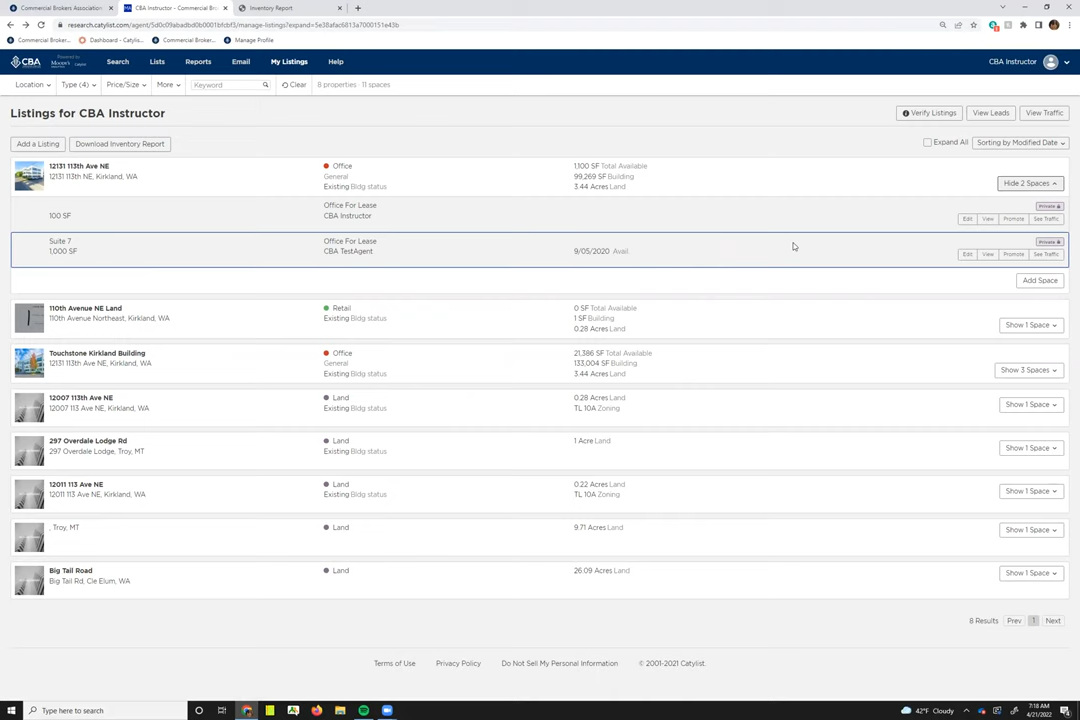 Commercial Brokers Association
CBA Instructor - Commercial Bro
Inventory Report
research.catylist.com/agent/5d0c09abadbd0b0001bfcbf3/manage-listings?expand=5e38afac6813a7000151e43b
Commercial Broker...
Dashboard - Catylis...
Commercial Broker...
Manage Profile
CBA
Powered by
Moody's
Catylist
Search
Lists
Reports
Email
My Listings
Help
CBA Instructor
Location
Type (4)
Price/Size
More
Keyword
Clear
8 properties · 11 spaces
Listings for CBA Instructor
Verify Listings
View Leads
View Traffic
Add a Listing
Download Inventory Report
Expand All
Sorting by Modified Date
12131 113th Ave NE
12131 113th NE, Kirkland, WA
Office
General
Existing Bldg status
1,100 SF Total Available
99,269 SF Building
3.44 Acres Land
Hide 2 Spaces
100 SF
Office For Lease
CBA Instructor
Private
Edit
View
Promote
See Traffic
Suite 7
1,000 SF
Office For Lease
CBA TestAgent
9/05/2020 Avail.
Private
Edit
View
Promote
See Traffic
Add Space
110th Avenue NE Land
110th Avenue Northeast, Kirkland, WA
Retail
Existing Bldg status
0 SF Total Available
1 SF Building
0.28 Acres Land
Show 1 Space
Touchstone Kirkland Building
12131 113th Ave NE, Kirkland, WA
Office
General
Existing Bldg status
21,386 SF Total Available
133,004 SF Building
3.44 Acres Land
Show 3 Spaces
12007 113th Ave NE
12007 113 Ave NE, Kirkland, WA
Land
Existing Bldg status
0.28 Acres Land
TL 10A Zoning
Show 1 Space
297 Overdale Lodge Rd
297 Overdale Lodge, Troy, MT
Land
Existing Bldg status
1 Acre Land
Show 1 Space
12011 113 Ave NE
12011 113 Ave NE, Kirkland, WA
Land
Existing Bldg status
0.22 Acres Land
TL 10A Zoning
Show 1 Space
, Troy, MT
Land
9.71 Acres Land
Show 1 Space
Big Tail Road
Big Tail Rd, Cle Elum, WA
Land
26.09 Acres Land
Show 1 Space
8 Results
Prev
1
Next
Terms of Use
Privacy Policy
Do Not Sell My Personal Information
© 2001-2021 Catylist.
Type here to search
42°F Cloudy
7:18 AM
4/21/2022